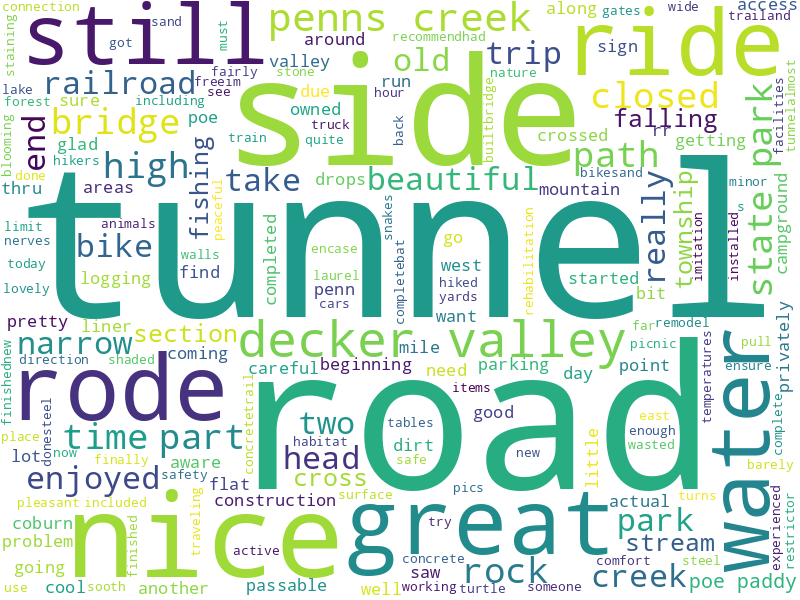 connection
staining
still
sand
got
penns creek
around
recommendhad
along
gates
wide
access
must
trip
sign
trailand
railroad
valley
old
ride
nature
lake
fairly
freeim
see
stone
run
hour
closed
forest
including
due
owned
side
builtbridge
sure
bridge
poe
truck
falling
rr
facilities
tunnelalmost
blooming
glad
end
train
quite
back
crossed
getting
state park
hikers
high
fishing
path
done
thru
areas
take
drops
beautiful
mountain
bikesand
minor
peaceful
really
township
s
campground
limit
animals
tunnel
snakes
nerves
bike
walls
completed
encase
completebat
go
rehabilitation
imitation
installed
today
find
laurel
west
hiked
started
lovely
logging
penn
cars
yards
bit
pretty
liner
want
far
remodel
privately
narrow
section
decker valley
picnic
pull
finishednew
direction
shaded
coming
mile
point
temperatures
ensure
careful
beginning
need
parking
day
rode
road
items
water
place
donesteel
time
part
concretetrail
two
good
tables
new
little
east
enough
complete
now
finally
habitat
dirt
safe
wasted
barely
lot
aware
head
enjoyed
safety
flat
cross
turns
pleasant
included
traveling
construction
surface
pics
actual
experienced
restrictor
coburn
finished
nice
great
try
park
problem
stream
active
concrete
steel
going
saw
rock
comfort
creek
poe paddy
use
cool
sooth
another
passable
well
working
turtle
someone